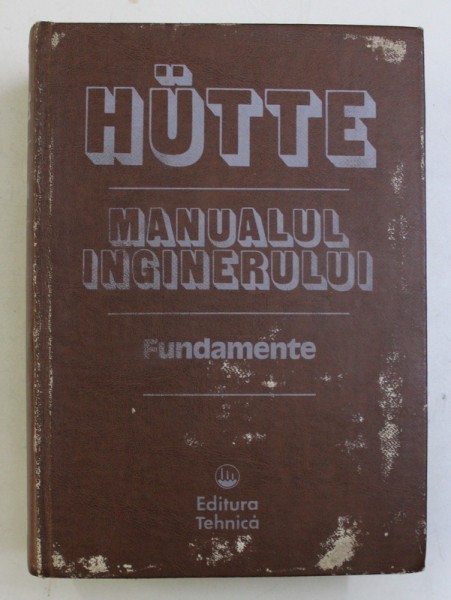 HÜTTE
MANUALUL
INGINERULUI
Fundamente
Editura
Tehnică